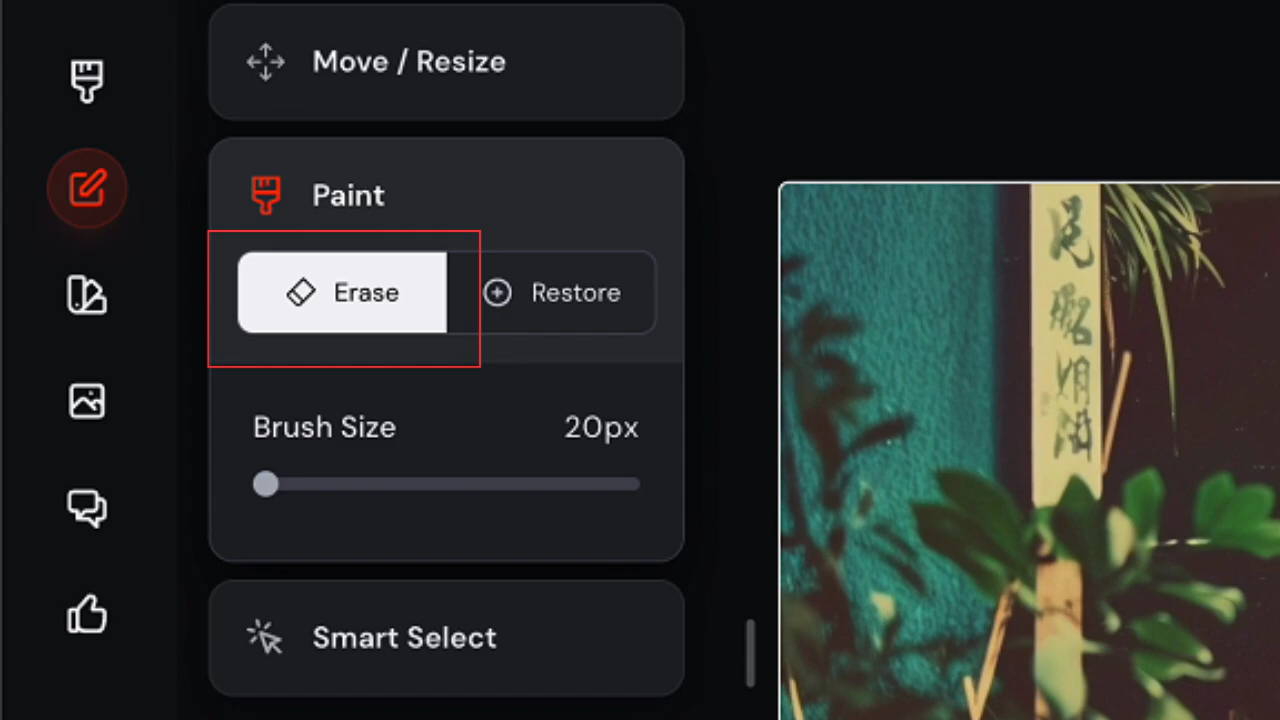 Move / Resize
Paint
Erase
Restore
Brush Size
20px
Smart Select